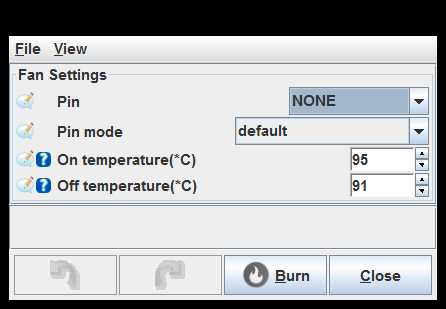 File View
Fan Settings
Pin NONE
Pin mode default
? On temperature(*C) 95
? Off temperature(*C) 91
Burn Close